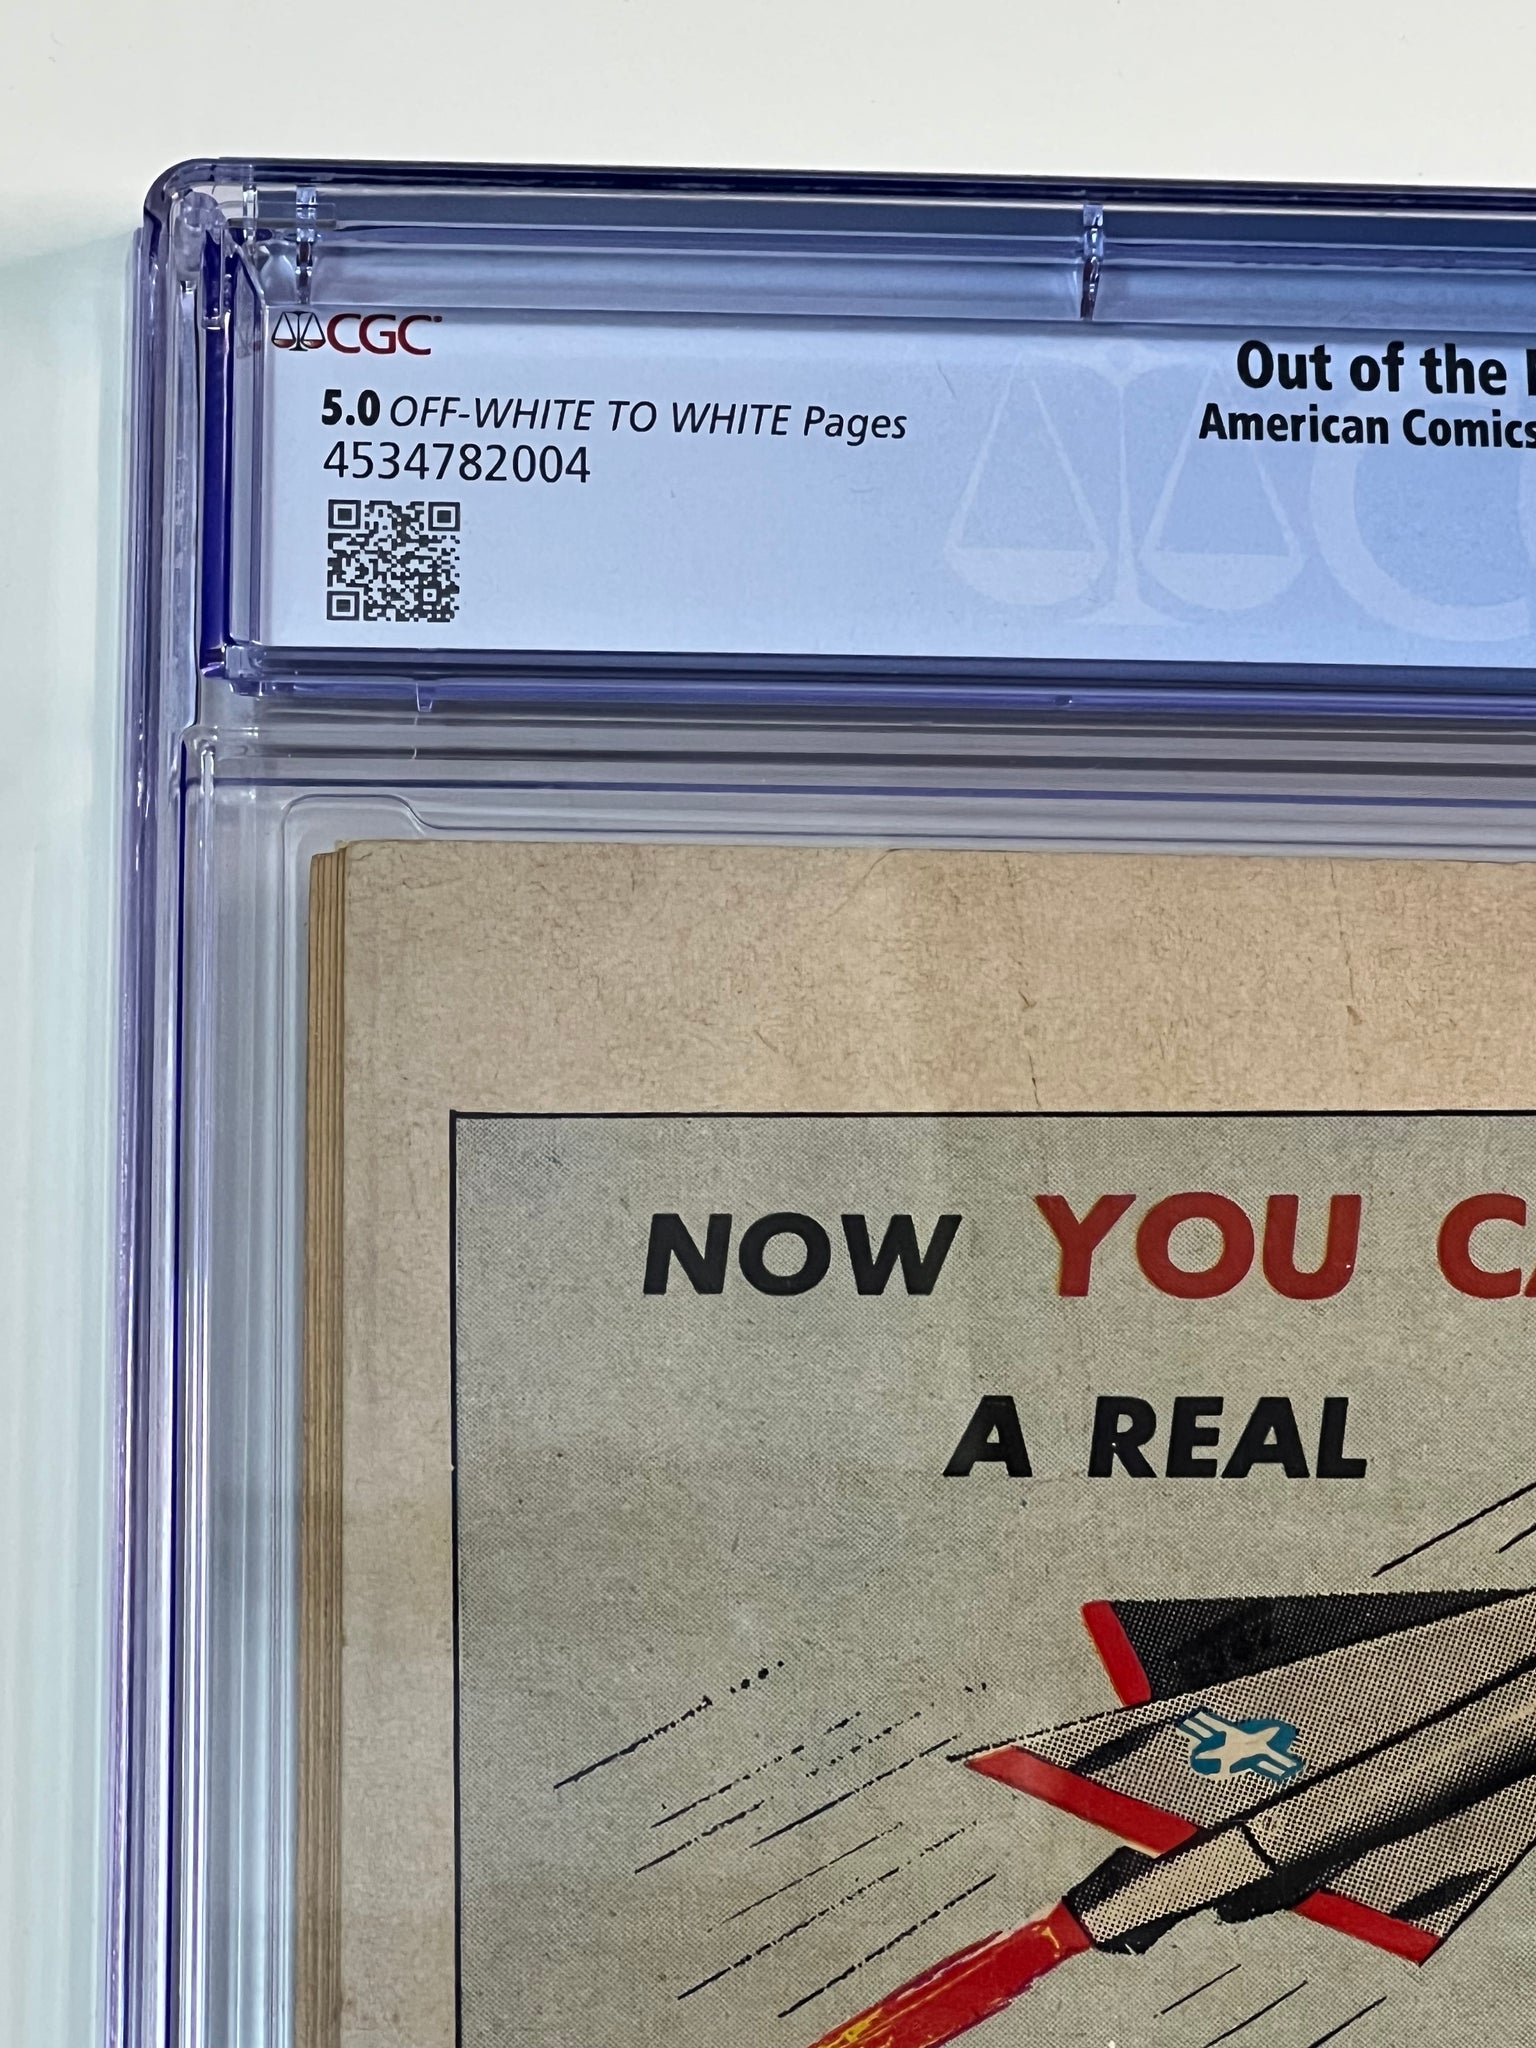 CGC
5.0 OFF-WHITE TO WHITE Pages
4534782004
Out of the
American Comics
NOW YOU
A REAL